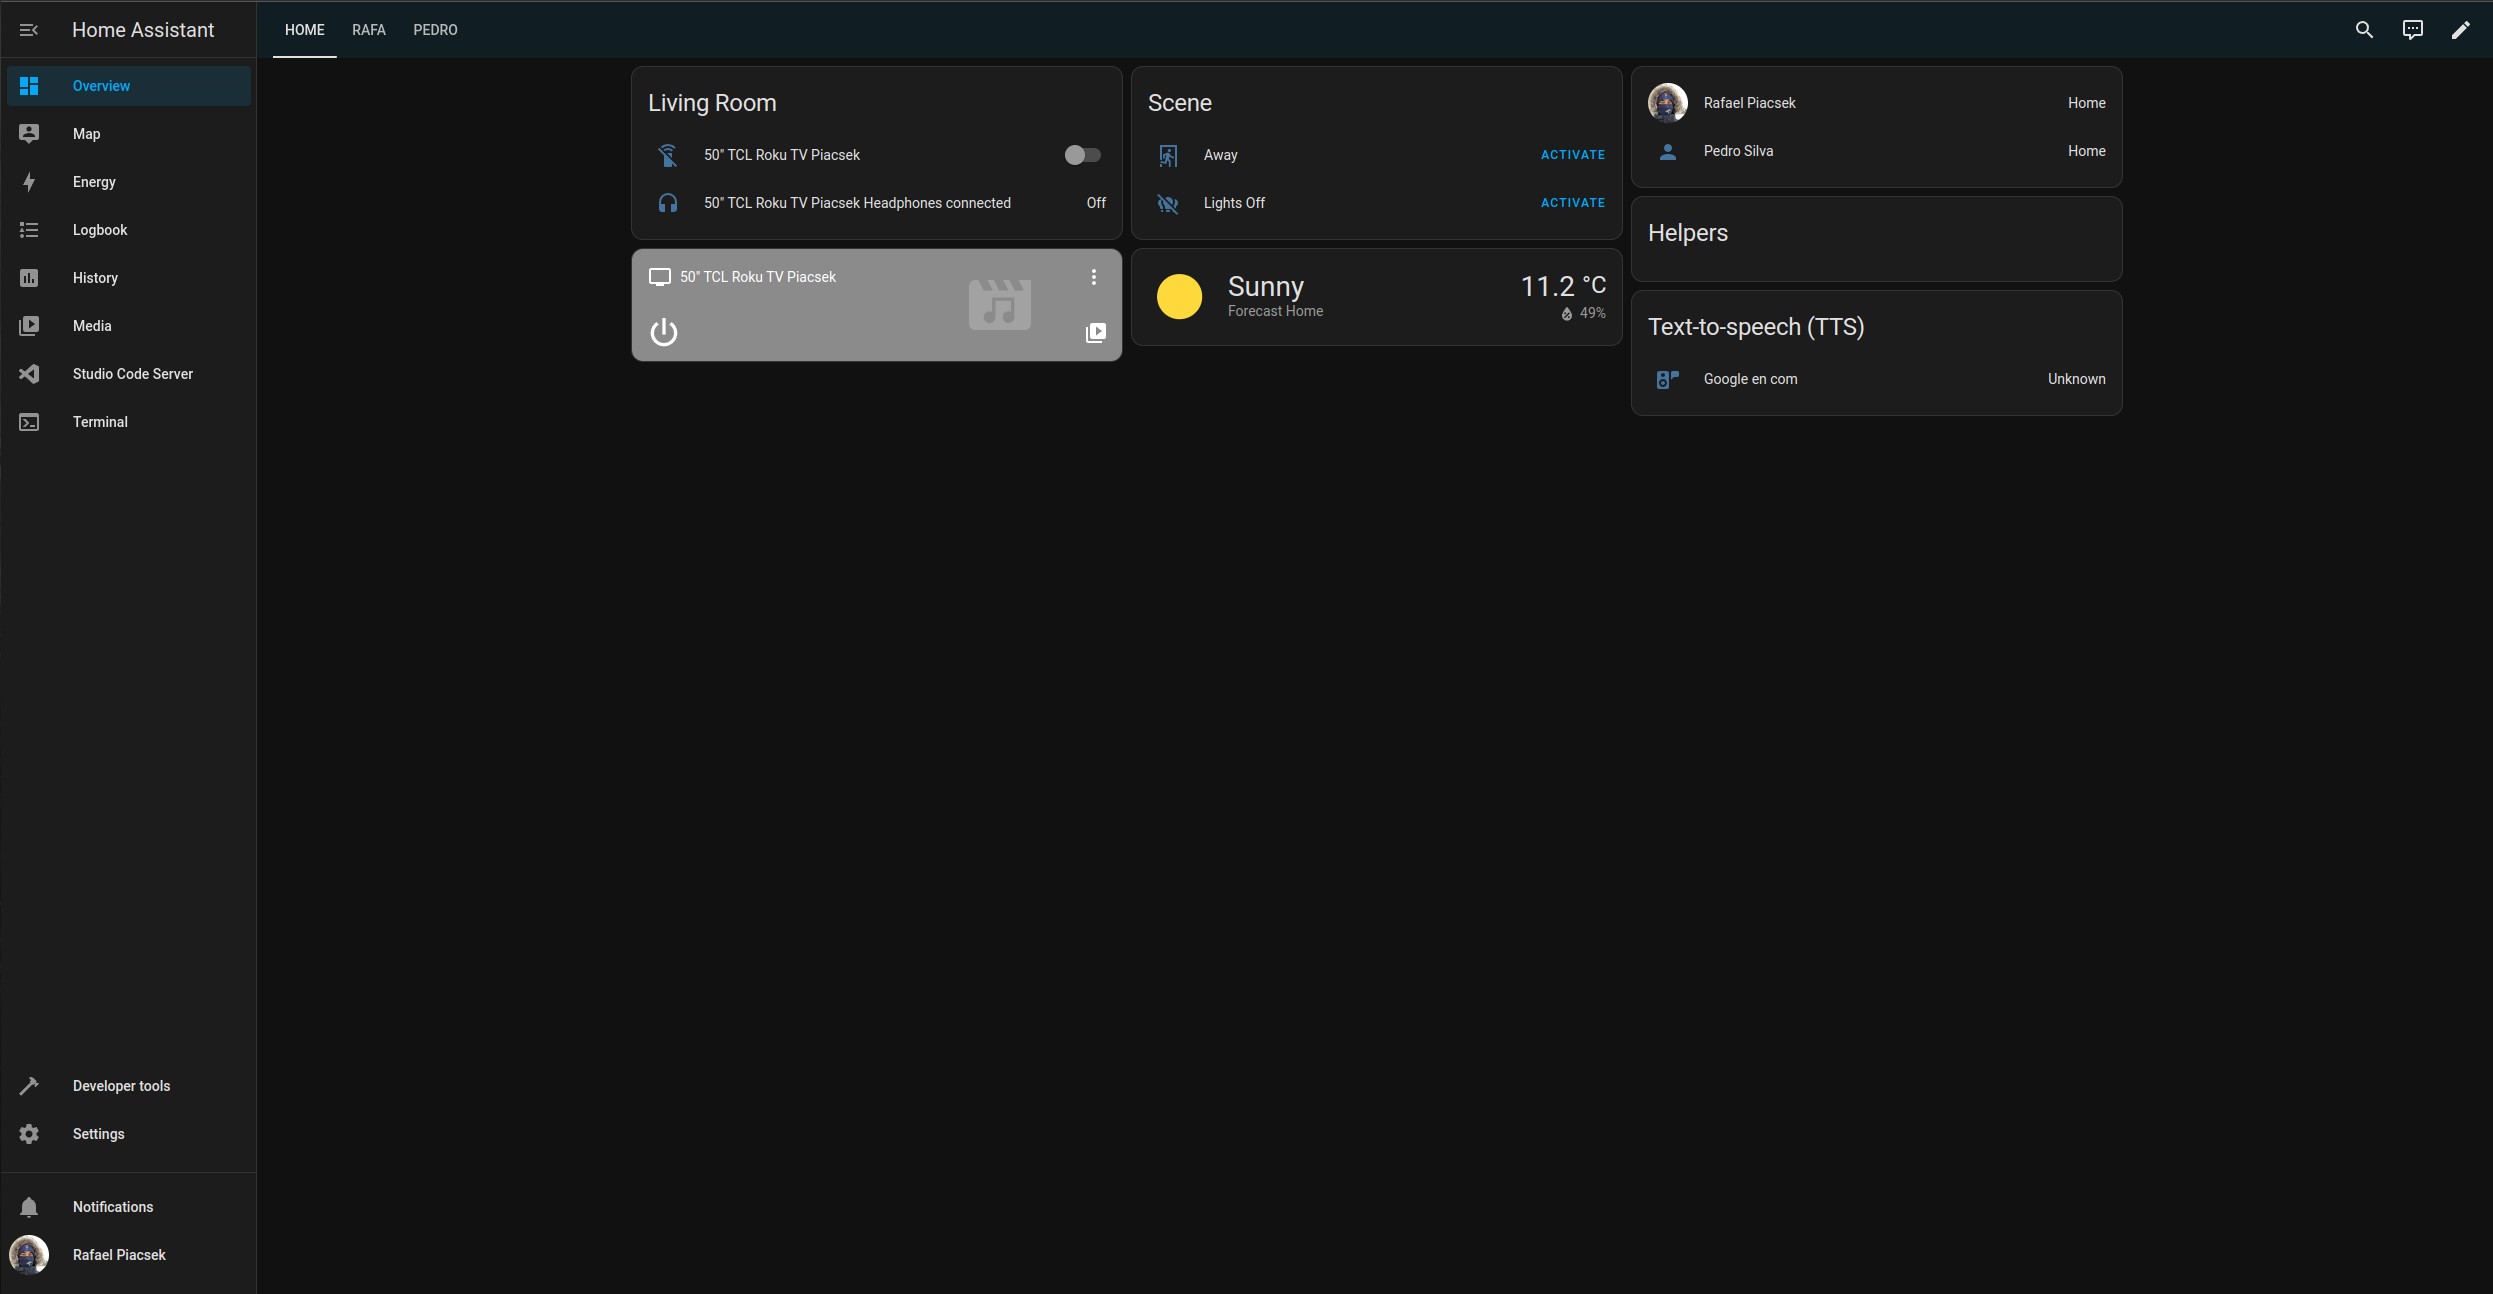 Home Assistant
HOME
RAFA
PEDRO
Overview
Map
Energy
Logbook
History
Media
Studio Code Server
Terminal
Developer tools
Settings
Notifications
Rafael Piacsek
Living Room
50" TCL Roku TV Piacsek
50" TCL Roku TV Piacsek Headphones connected Off
50" TCL Roku TV Piacsek
Scene
Away ACTIVATE
Lights Off ACTIVATE
Sunny 11.2 °C
Forecast Home 49%
Rafael Piacsek Home
Pedro Silva Home
Helpers
Text-to-speech (TTS)
Google en com Unknown